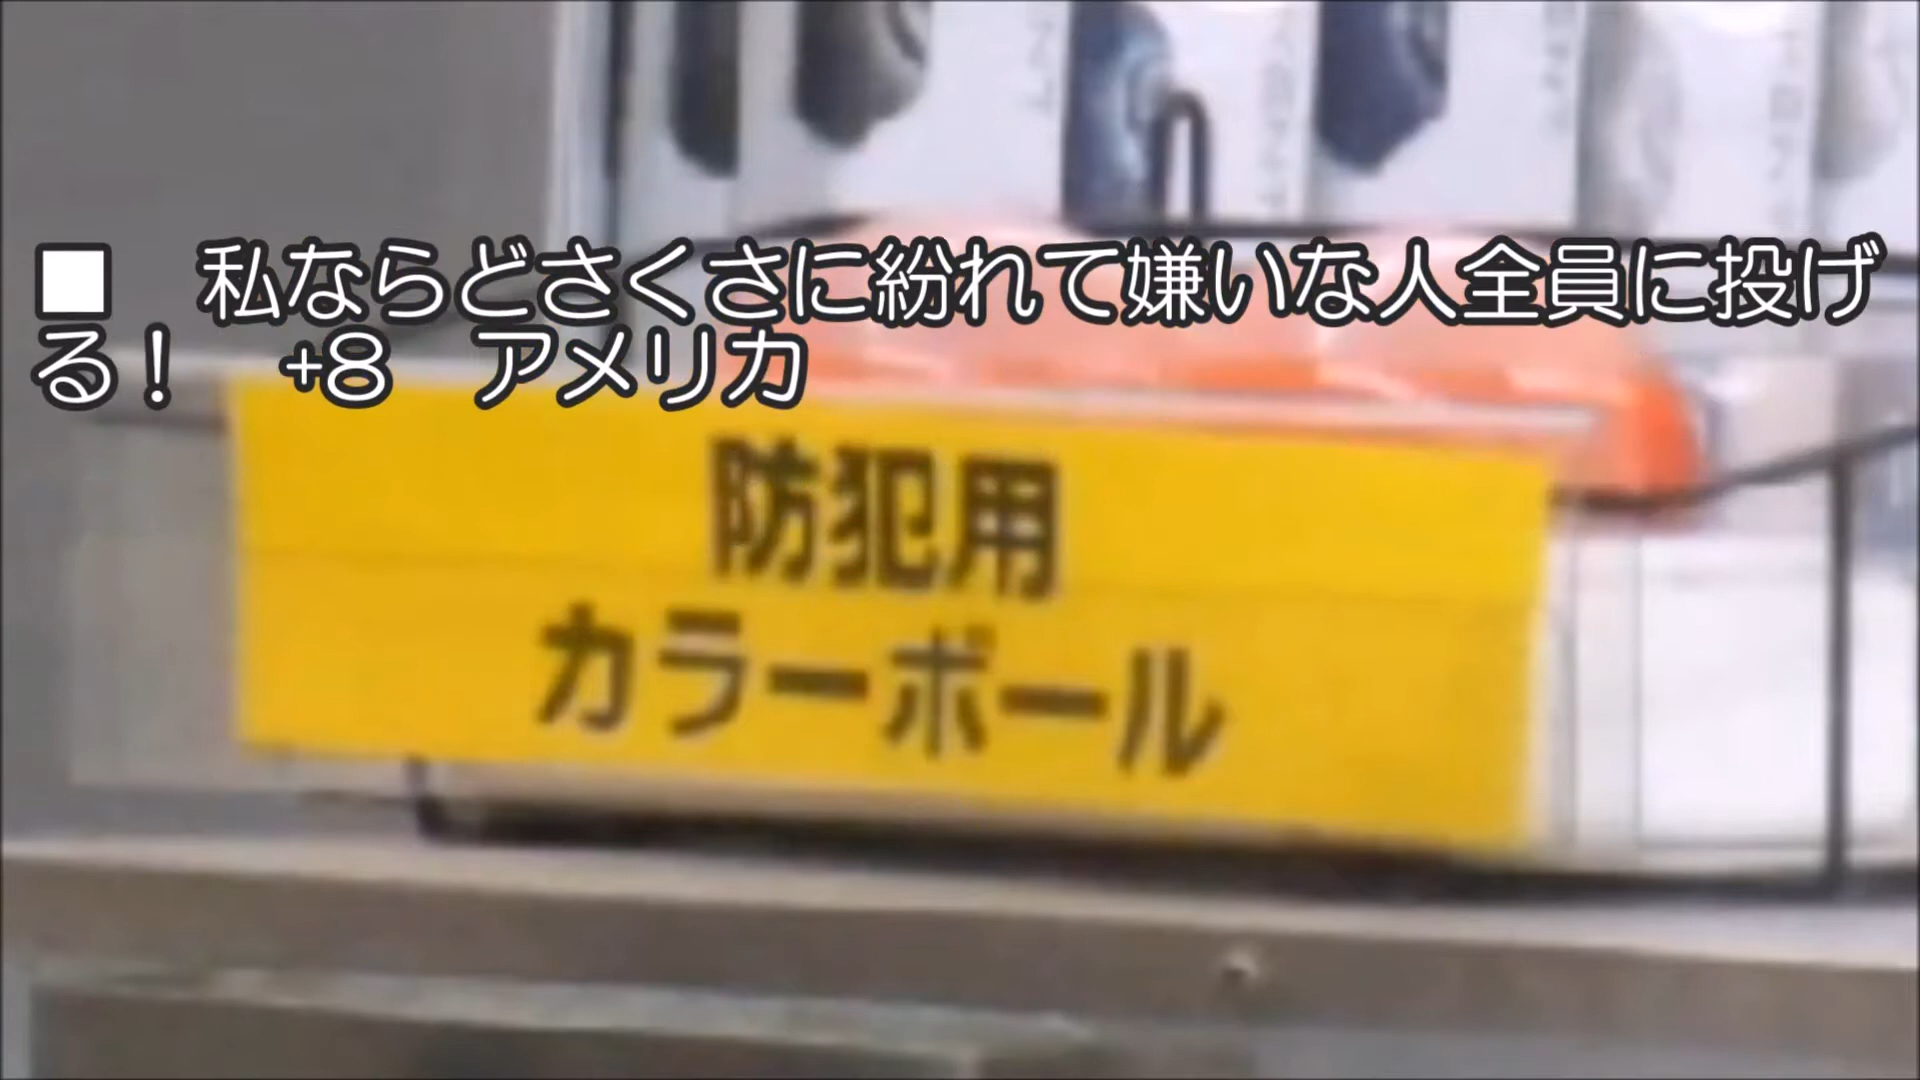 ■　私ならどさくさに紛れて嫌いな人全員に投げ
る！　+8　アメリカ
防犯用
カラーボール